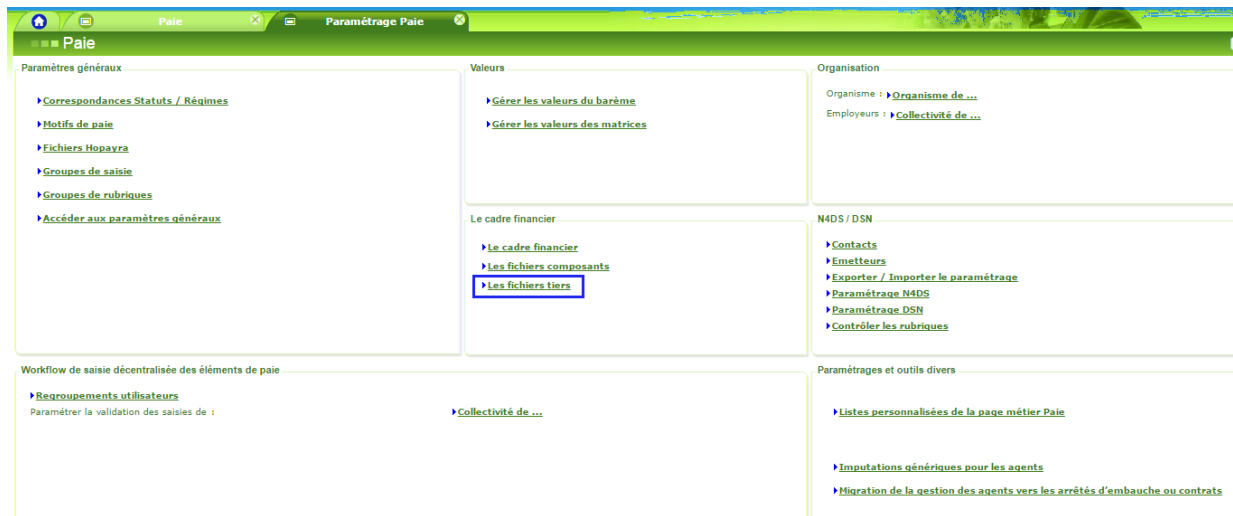 Paie
Paramétrage Paie
Paie
Paramètres généraux
Correspondances Statuts / Régimes
Motifs de paie
Fichiers Hopayra
Groupes de saisie
Groupes de rubriques
Accéder aux paramètres généraux
Valeurs
Gérer les valeurs du barème
Gérer les valeurs des matrices
Organisation
Organisme : Organisme de ...
Employeurs : Collectivité de ...
Le cadre financier
Le cadre financier
Les fichiers composants
Les fichiers tiers
N4DS / DSN
Contacts
Emetteurs
Exporter / Importer le paramétrage
Paramétrage N4DS
Paramétrage DSN
Contrôler les rubriques
Workflow de saisie décentralisée des éléments de paie
Regroupements utilisateurs
Paramétrer la validation des saisies de : Collectivité de ...
Paramétrages et outils divers
Listes personnalisées de la page métier Paie
Imputations génériques pour les agents
Migration de la gestion des agents vers les arrêtés d'embauche ou contrats